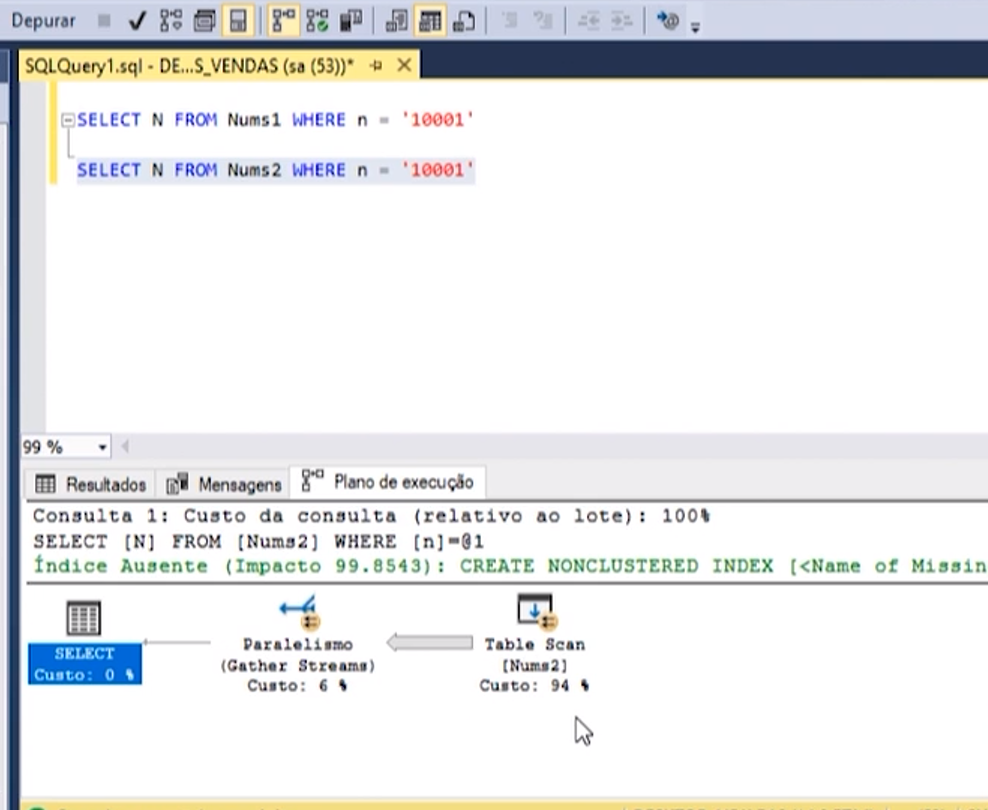 Depurar
SQLQuery1.sql - DE...S_VENDAS (sa (53))*
SELECT N FROM Nums1 WHERE n = '10001'
SELECT N FROM Nums2 WHERE n = '10001'
99 %
Resultados Mensagens Plano de execução
Consulta 1: Custo da consulta (relativo ao lote): 100%
SELECT [N] FROM [Nums2] WHERE [n]=@1
Índice Ausente (Impacto 99.8543): CREATE NONCLUSTERED INDEX [<Name of Missin
SELECT
Custo: 0 %
Paralelismo
(Gather Streams)
Custo: 6 %
Table Scan
[Nums2]
Custo: 94 %